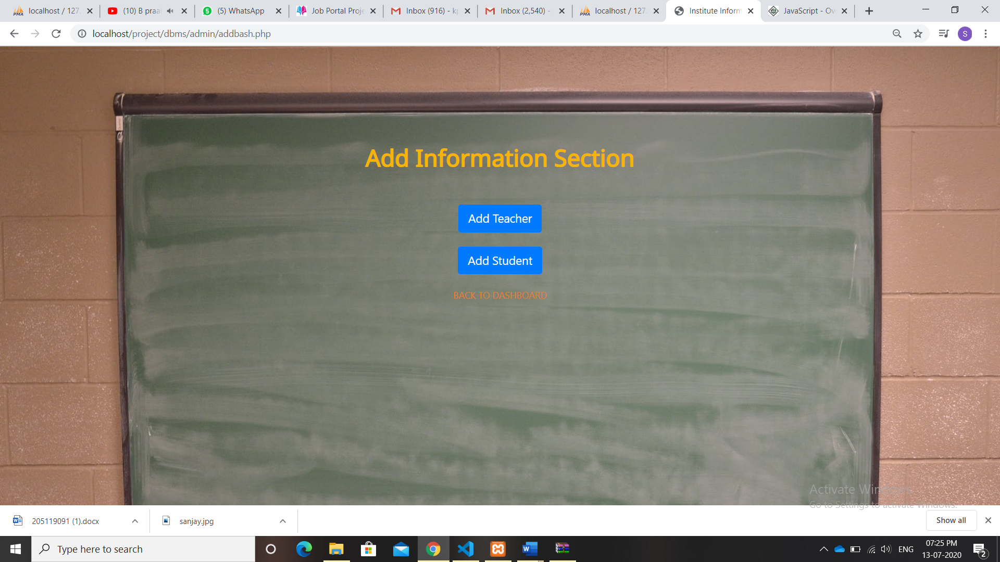 localhost / 127.
(10) B praa
(5) WhatsApp
Job Portal Proje
Inbox (916) - kp
Inbox (2,540) -
localhost / 127.
Institute Inform
JavaScript - Ov
localhost/project/dbms/admin/addbash.php
S
Add Information Section
Add Teacher
Add Student
BACK TO DASHBOARD
Activate Windows
Go to Settings to activate Windows.
205119091 (1).docx
sanjay.jpg
Show all
Type here to search
ENG
07:25 PM
13-07-2020
2